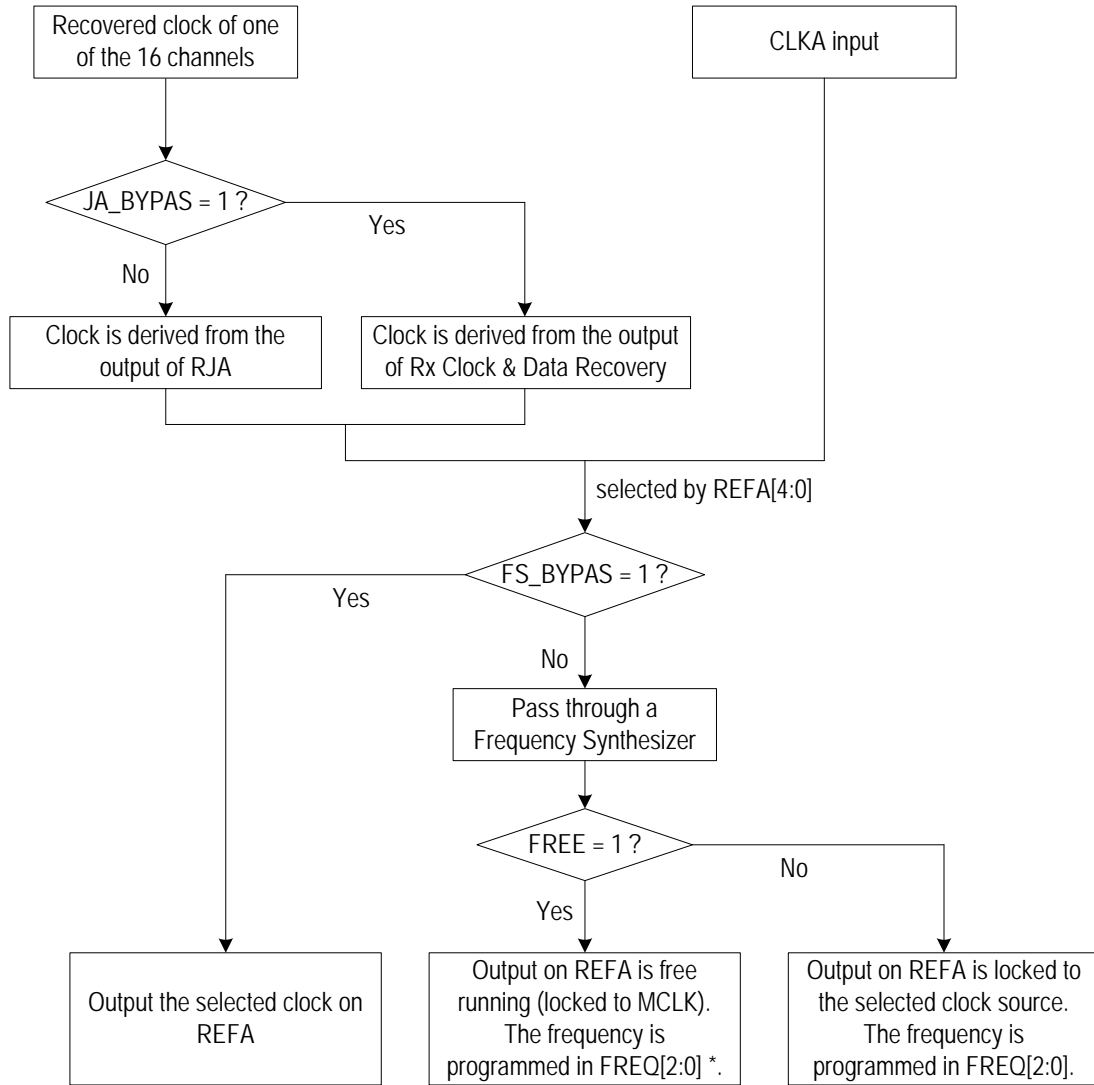 Recovered clock of one
of the 16 channels
CLKA input
JA_BYPAS = 1 ?
Yes
No
Clock is derived from the
output of RJA
Clock is derived from the output
of Rx Clock & Data Recovery
selected by REFA[4:0]
FS_BYPAS = 1 ?
Yes
No
Pass through a
Frequency Synthesizer
FREE = 1 ?
No
Yes
Output the selected clock on
REFA
Output on REFA is free
running (locked to MCLK).
The frequency is
programmed in FREQ[2:0] *.
Output on REFA is locked to
the selected clock source.
The frequency is
programmed in FREQ[2:0].